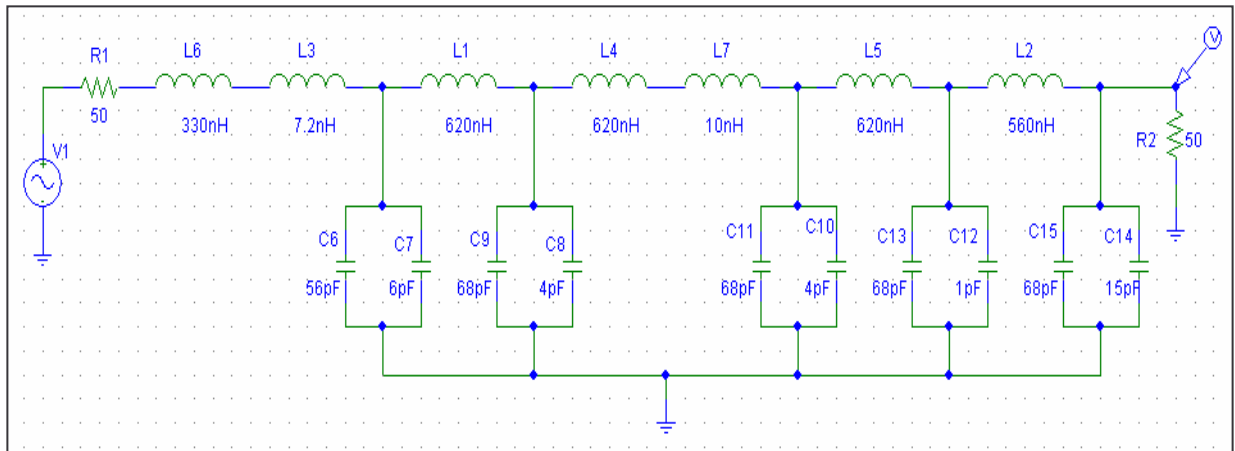 L6 L3 L1 L4 L7 L5 L2 V
R1
50 330nH 7.2nH 620nH 620nH 10nH 620nH 560nH R2 50
V1
C6 C7 C9 C8 C11 C10 C13 C12 C15 C14
56pF 6pF 68pF 4pF 68pF 4pF 68pF 1pF 68pF 15pF